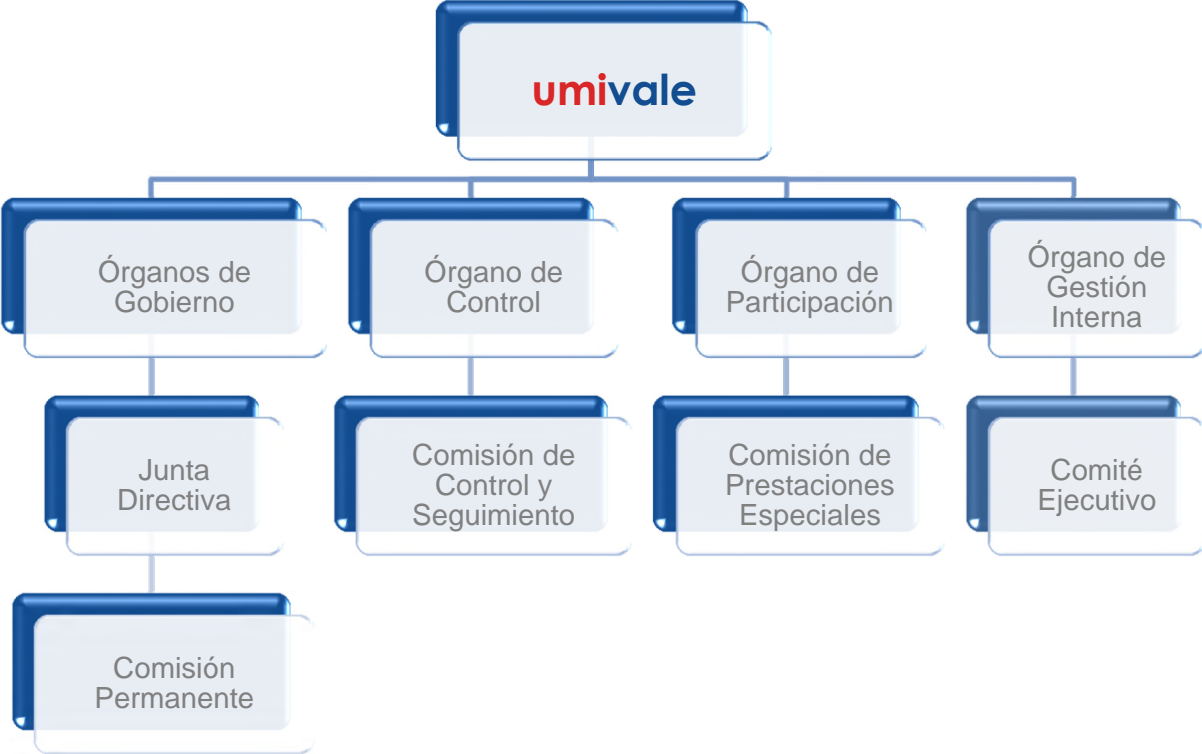 umivale
Órganos de
Gobierno
Órgano de
Control
Órgano de
Participación
Órgano de
Gestión
Interna
Junta
Directiva
Comisión de
Control y
Seguimiento
Comisión de
Prestaciones
Especiales
Comité
Ejecutivo
Comisión
Permanente